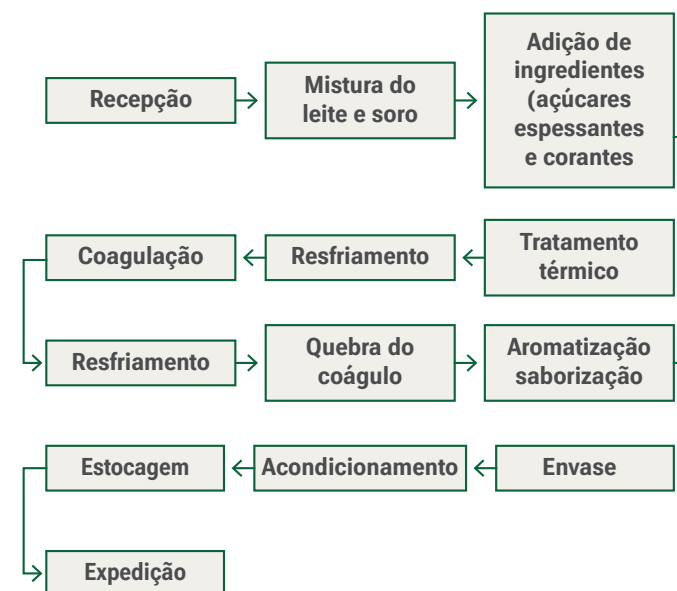 Recepção
Mistura do
leite e soro
Adição de
ingredientes
(açúcares
espessantes
e corantes
Tratamento
térmico
Resfriamento
Coagulação
Resfriamento
Quebra do
coágulo
Aromatização
saborização
Envase
Acondicionamento
Estocagem
Expedição